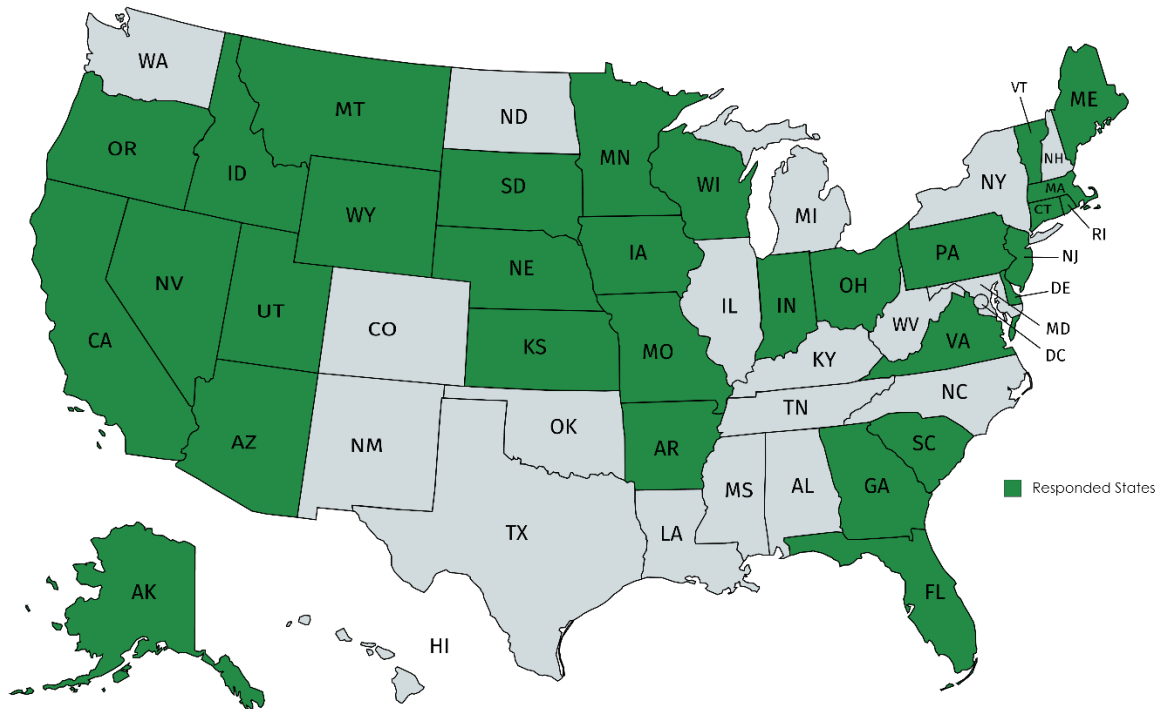 WA
MT
ND
MN
VT
ME
OR
ID
SD
WI
NH
NY
WY
MI
MA
CT
RI
IA
PA
NJ
NE
NV
OH
DE
UT
IL
IN
CO
WV
MD
CA
KS
MO
VA
DC
KY
NC
TN
AZ
NM
OK
AR
SC
MS
AL
GA
Responded States
TX
LA
AK
FL
HI